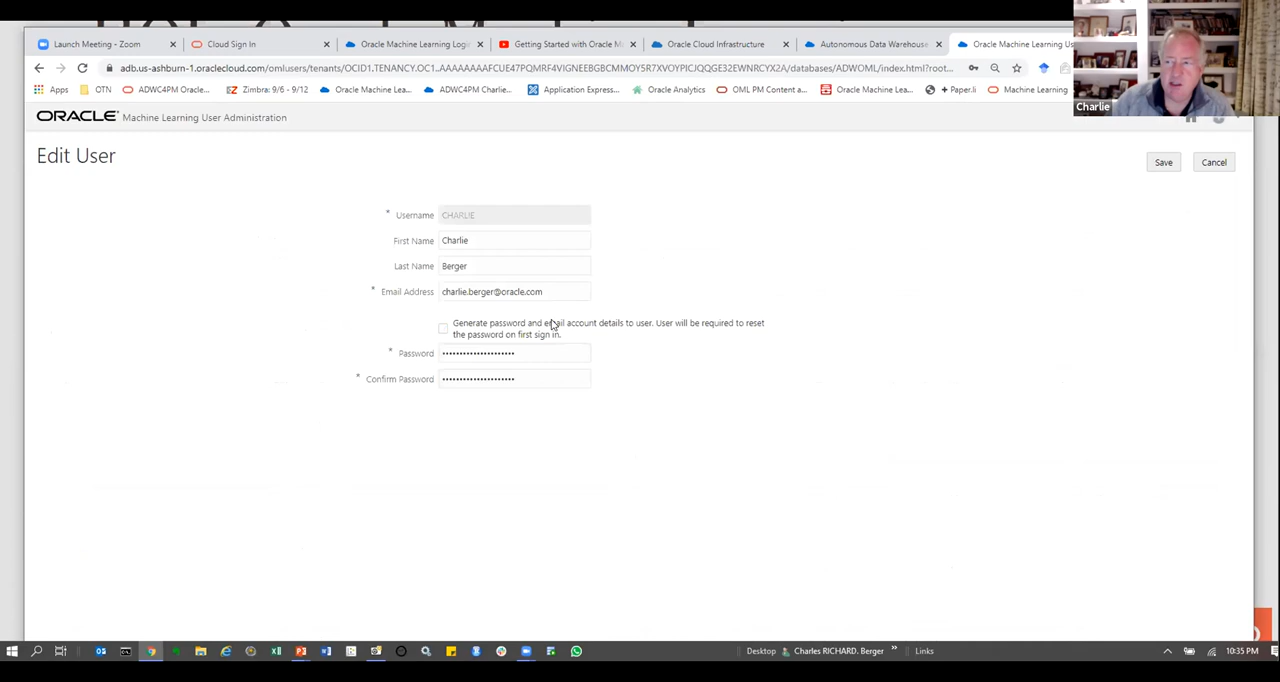 Launch Meeting - Zoom
Cloud Sign In
Oracle Machine Learning Logi
Getting Started with Oracle M
Oracle Cloud Infrastructure
Autonomous Data Warehouse
Oracle Machine Learning Us
adb.us-ashburn-1.oraclecloud.com/omlusers/tenants/OCID1.TENANCY.OC1..AAAAAAAAFCUE47PQMRF4VIGNEEBGBCMMOY5R7XVOYPICJQQGE32EWNRCYX2A/databases/ADWOML/index.html?root...
Apps
OTN
ADWC4PM Oracle...
Zimbra: 9/6 - 9/12
Oracle Machine Lea...
ADWC4PM Charlie...
Application Express...
Oracle Analytics
OML PM Content a...
Oracle Machine Lea...
+ Paper.li
Machine Learning
Charlie
ORACLE Machine Learning User Administration
Edit User
Save
Cancel
* Username CHARLIE
First Name Charlie
Last Name Berger
* Email Address charlie.berger@oracle.com
Generate password and email account details to user. User will be required to reset
the password on first sign in.
* Password ••••••••••••••••••••
* Confirm Password ••••••••••••••••••••
Desktop
Charles RICHARD. Berger
Links
10:35 PM